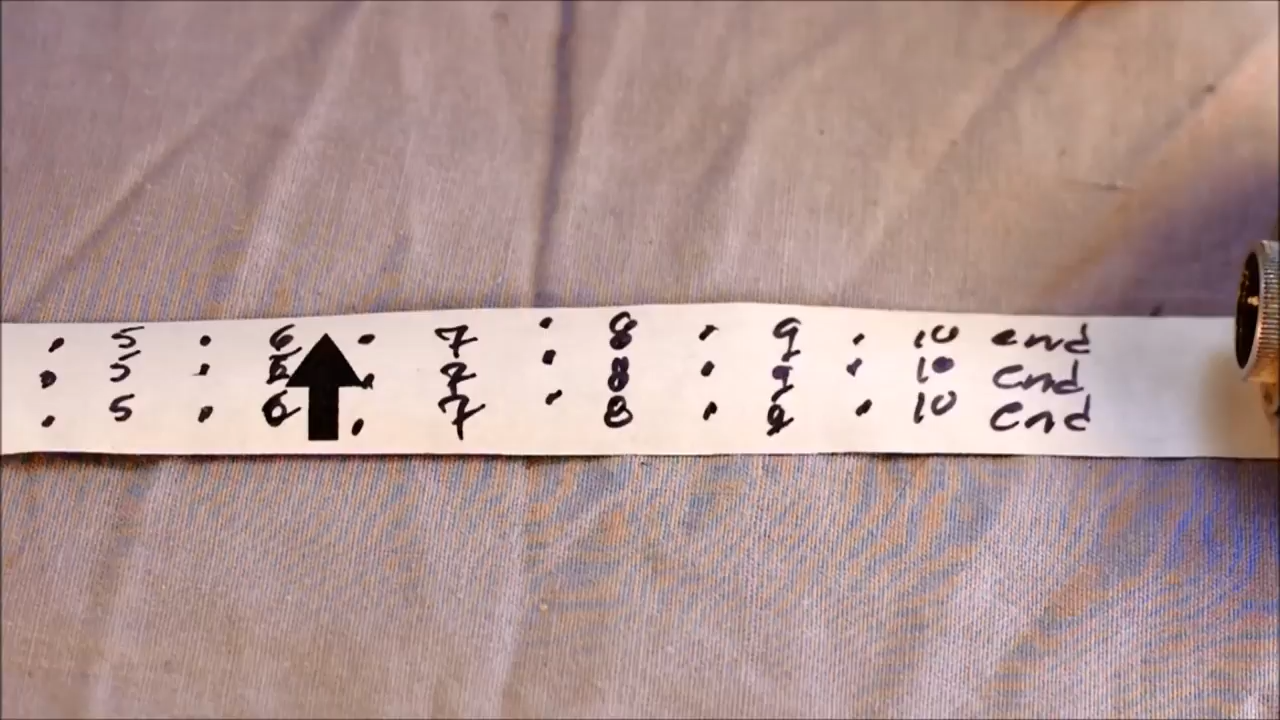 . 5 . 6 . 7 . 8 . 9 . 10 end
. 5 . 6 . 7 . 8 . 9 . 10 end
. 5 . 6 . 7 . 8 . 9 . 10 end